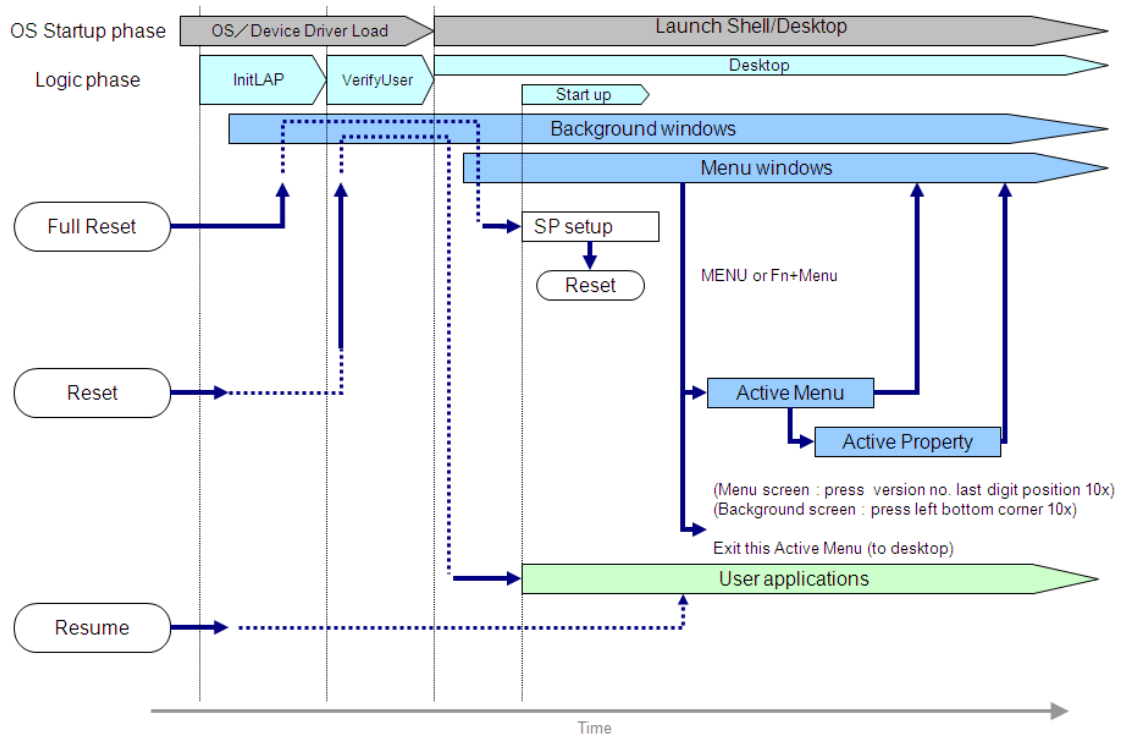 OS Startup phase
OS／Device Driver Load
Launch Shell/Desktop
Logic phase
InitLAP
VerifyUser
Desktop
Start up
Background windows
Menu windows
Full Reset
SP setup
Reset
MENU or Fn+Menu
Reset
Active Menu
Active Property
(Menu screen : press version no. last digit position 10x)
(Background screen : press left bottom corner 10x)
Exit this Active Menu (to desktop)
User applications
Resume
Time